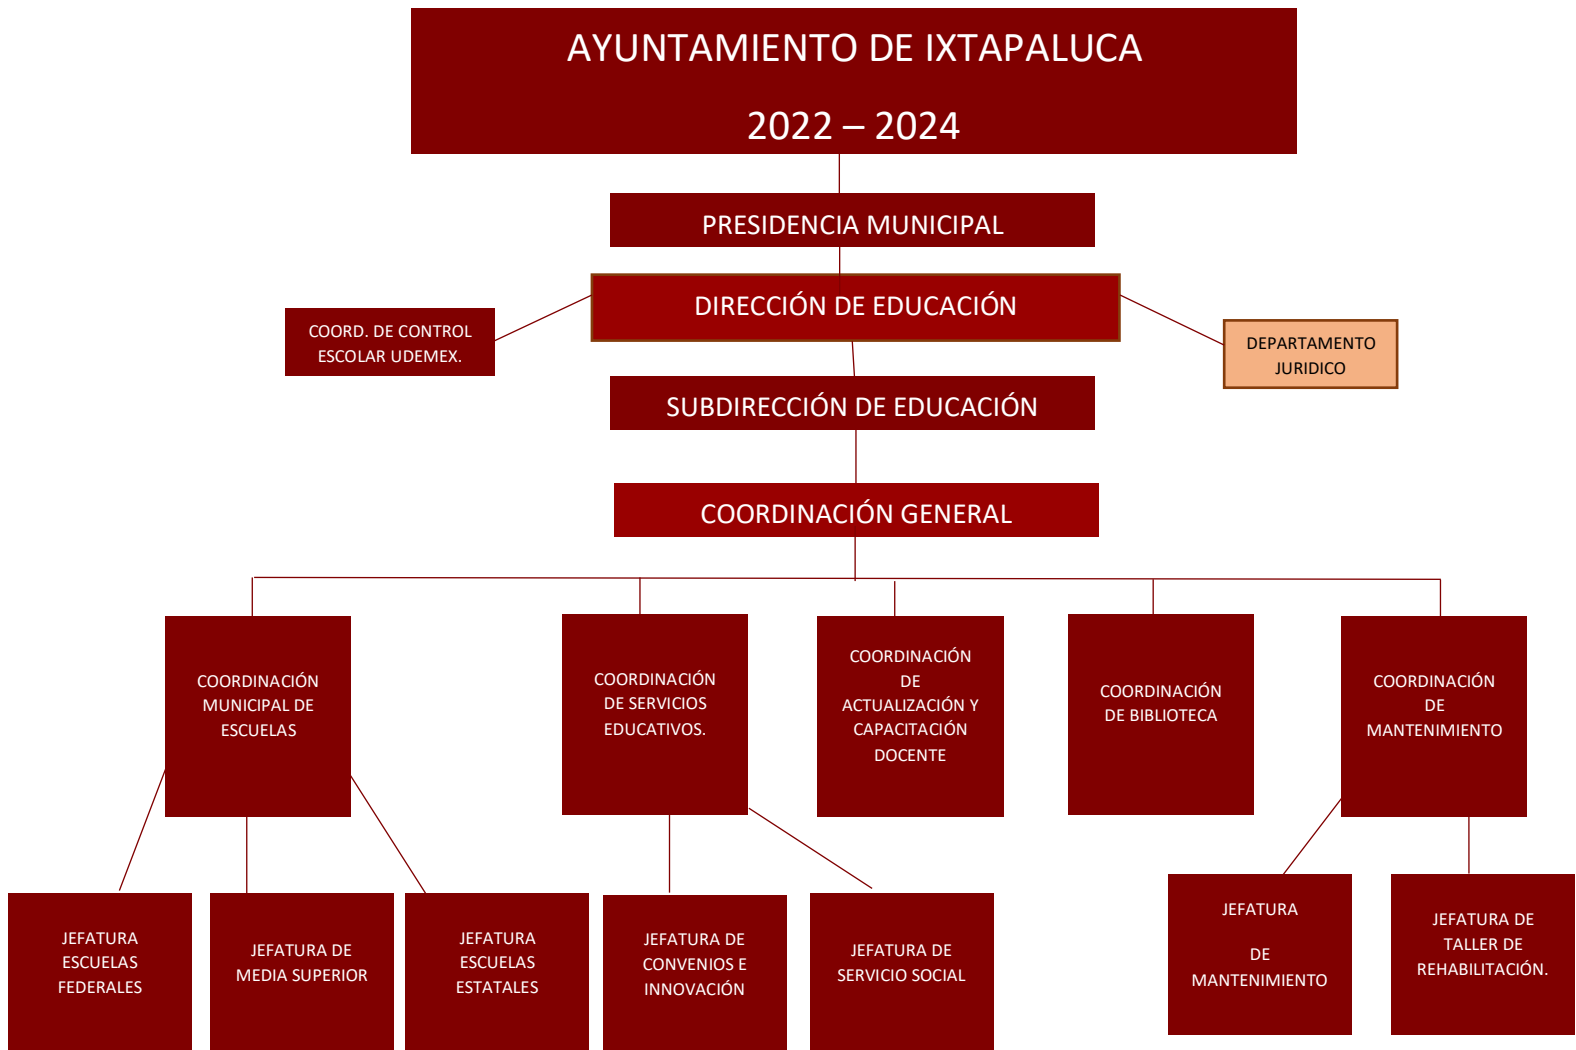 AYUNTAMIENTO DE IXTAPALUCA
2022 – 2024
PRESIDENCIA MUNICIPAL
DIRECCIÓN DE EDUCACIÓN
COORD. DE CONTROL
ESCOLAR UDEMEX.
DEPARTAMENTO
JURIDICO
SUBDIRECCIÓN DE EDUCACIÓN
COORDINACIÓN GENERAL
COORDINACIÓN
MUNICIPAL DE
ESCUELAS
COORDINACIÓN
DE SERVICIOS
EDUCATIVOS.
COORDINACIÓN
DE
ACTUALIZACIÓN Y
CAPACITACIÓN
DOCENTE
COORDINACIÓN
DE BIBLIOTECA
COORDINACIÓN
DE
MANTENIMIENTO
JEFATURA
ESCUELAS
FEDERALES
JEFATURA DE
MEDIA SUPERIOR
JEFATURA
ESCUELAS
ESTATALES
JEFATURA DE
CONVENIOS E
INNOVACIÓN
JEFATURA DE
SERVICIO SOCIAL
JEFATURA
DE
MANTENIMIENTO
JEFATURA DE
TALLER DE
REHABILITACIÓN.